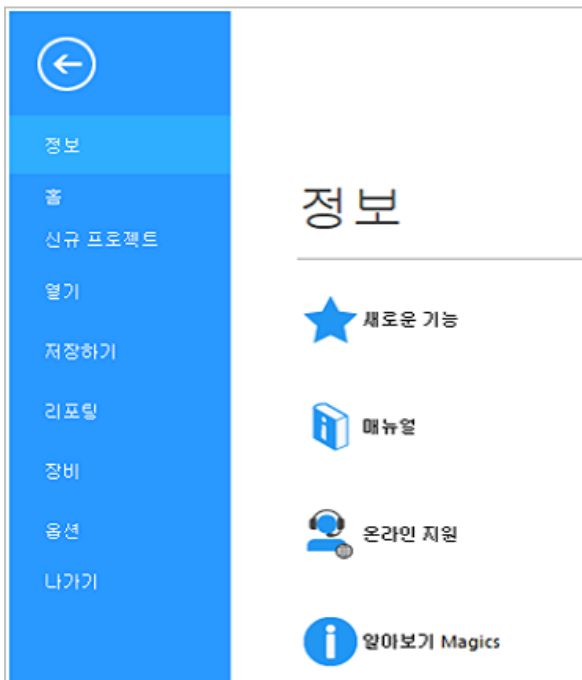 정보
홈
신규 프로젝트
열기
저장하기
리포팅
장비
옵션
나가기
정보
새로운 기능
매뉴얼
온라인 지원
알아보기 Magics